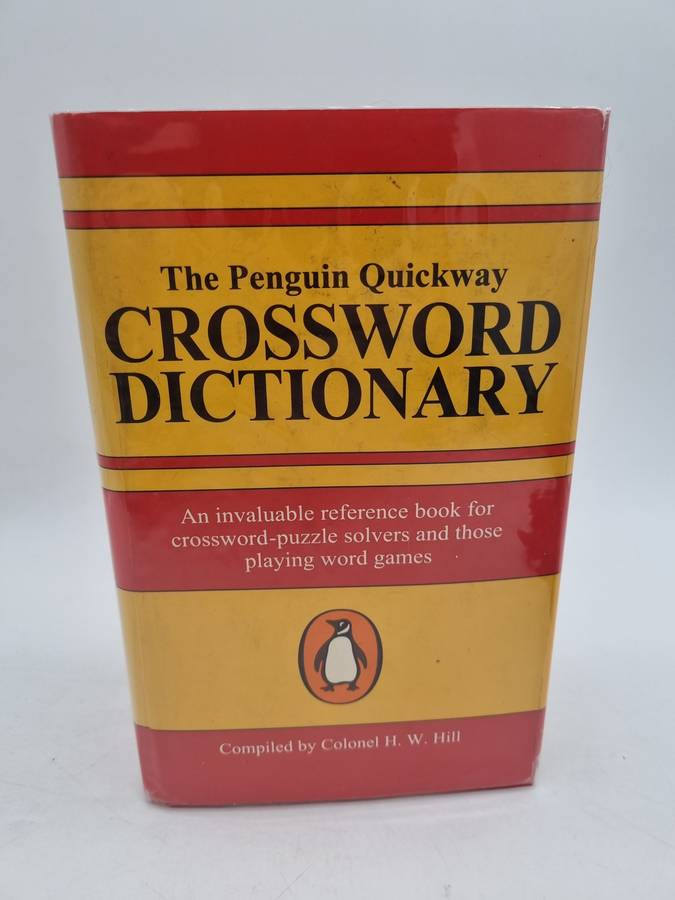 The Penguin Quickway
CROSSWORD
DICTIONARY
An invaluable reference book for
crossword-puzzle solvers and those
playing word games
Compiled by Colonel H. W. Hill